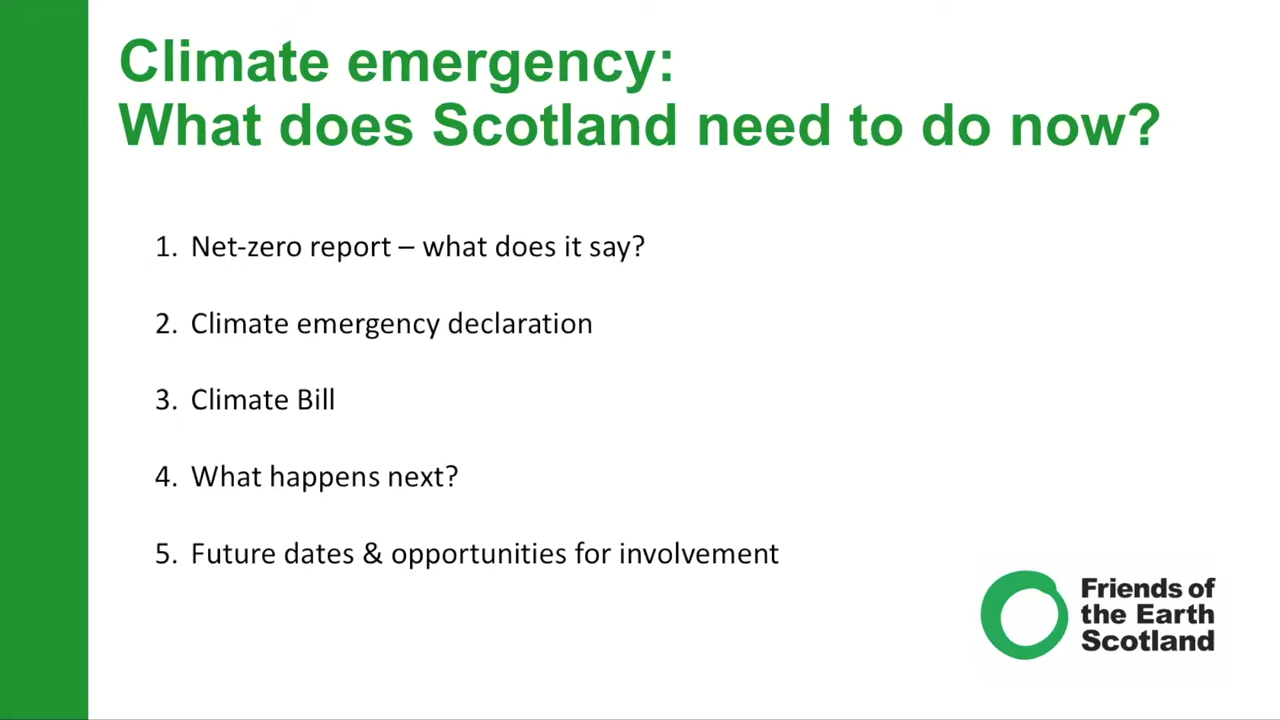 Climate emergency:
What does Scotland need to do now?
1. Net-zero report – what does it say?
2. Climate emergency declaration
3. Climate Bill
4. What happens next?
5. Future dates & opportunities for involvement
Friends of
the Earth
Scotland